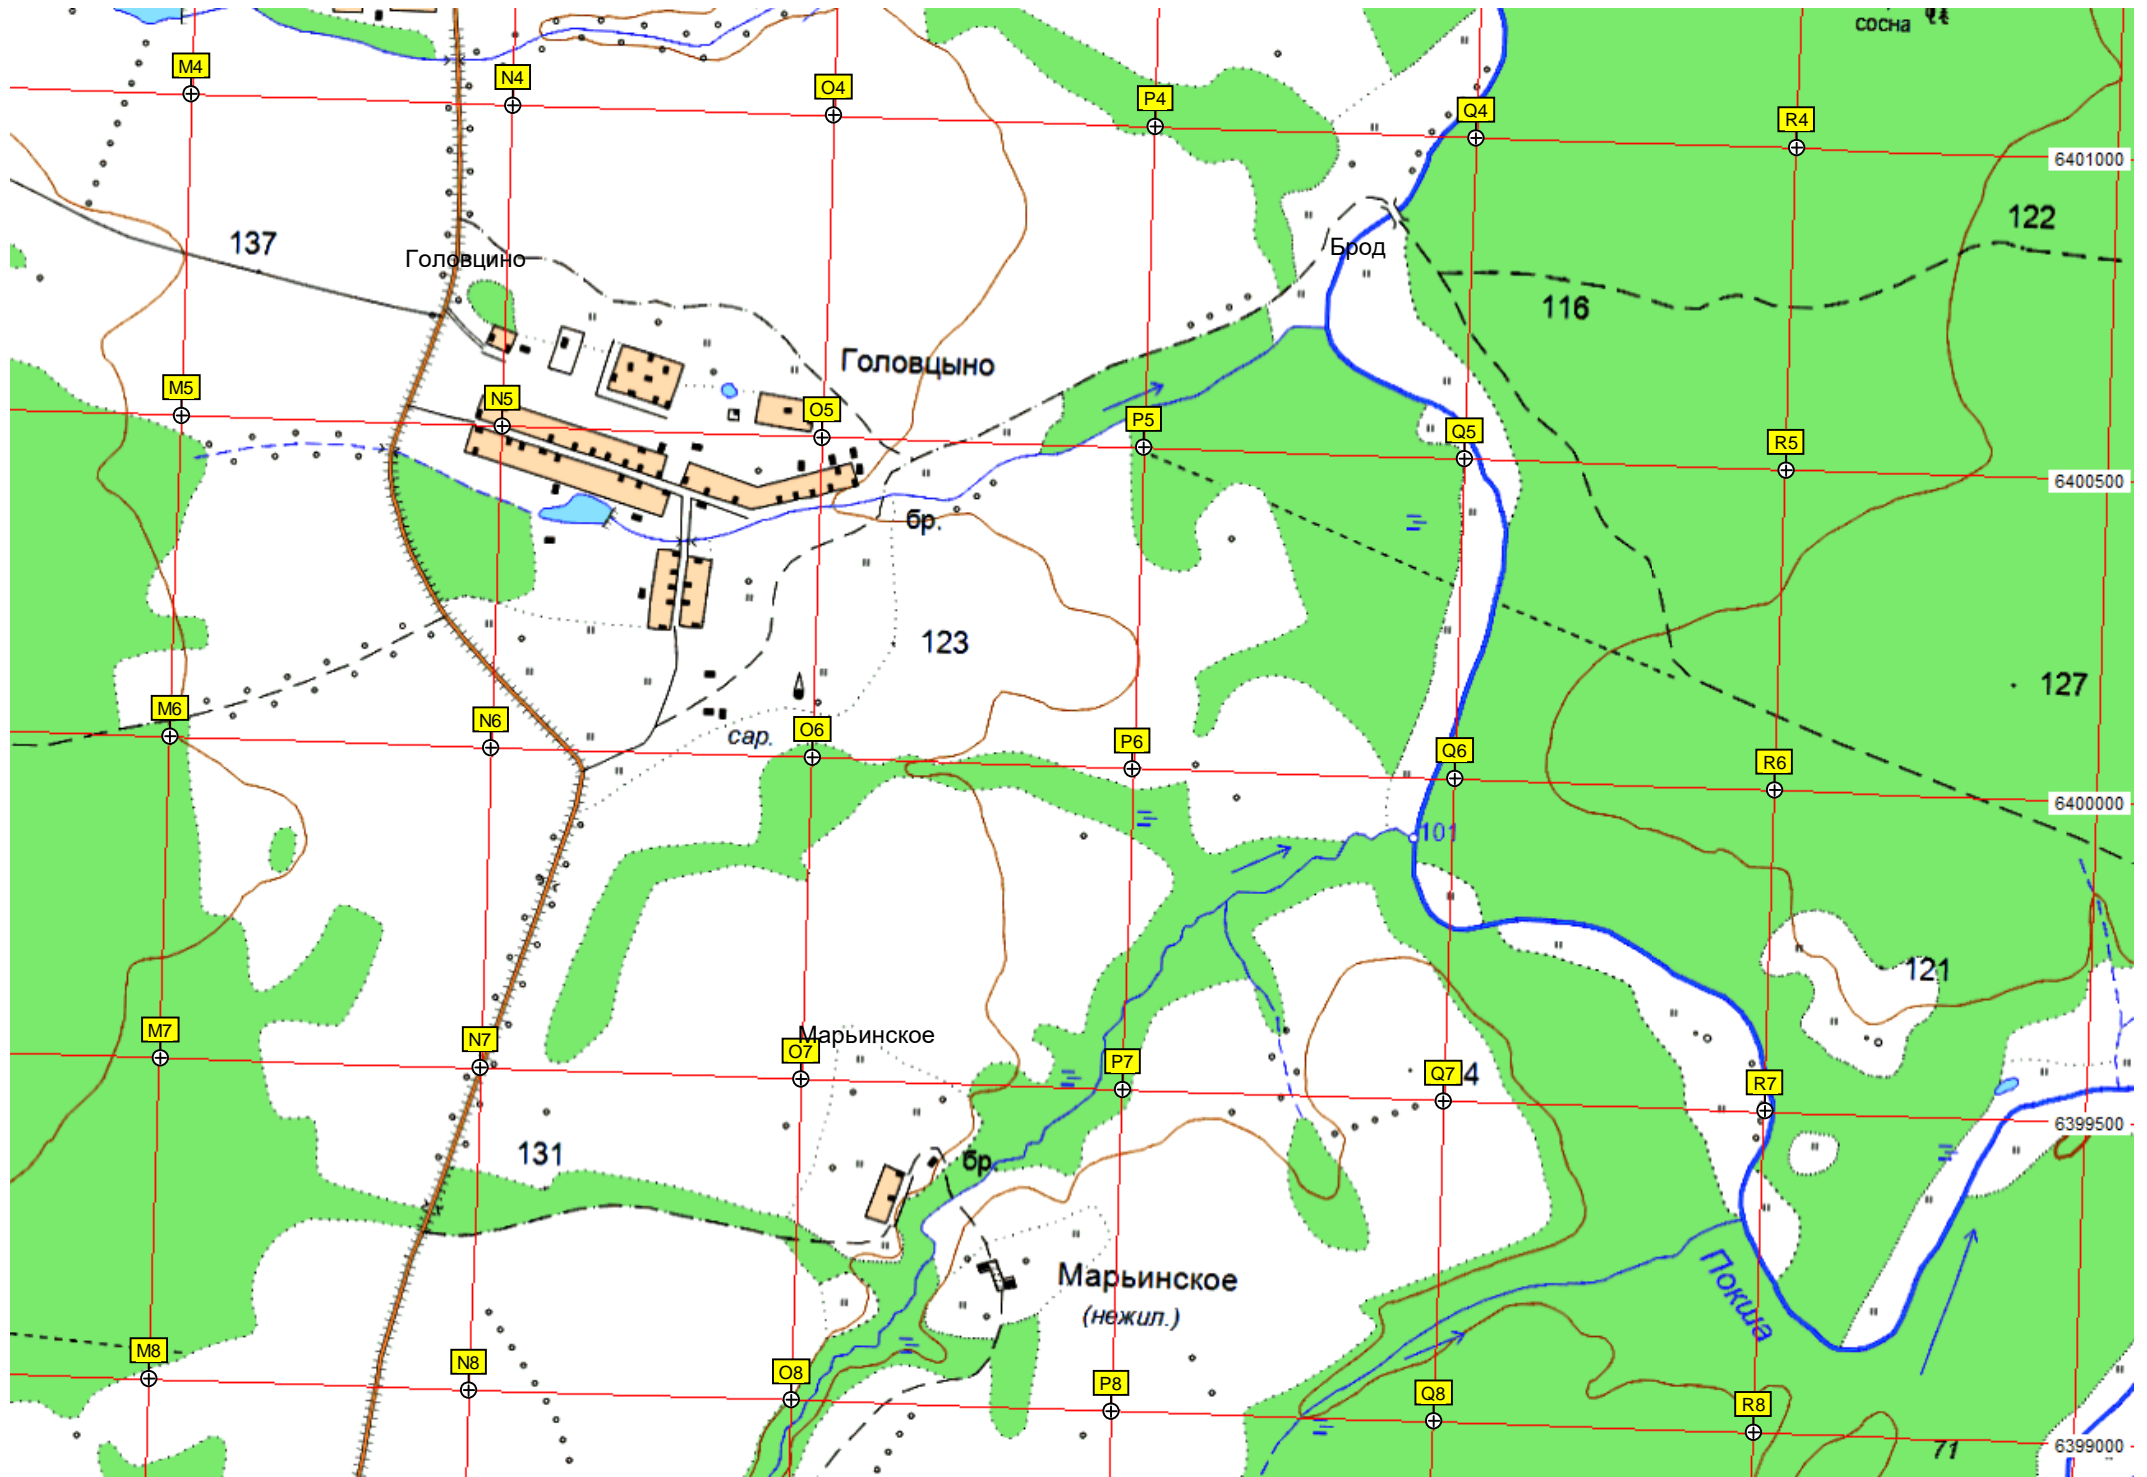 сосна
M4
N4
O4
P4
Q4
R4
6401000
137
122
Головцино
Брод
116
Головцыно
M5
N5
O5
P5
Q5
R5
6400500
бр.
123
127
M6
N6
O6
P6
Q6
R6
сар.
6400000
101
121
Марьинское
M7
N7
O7
P7
Q7
4
R7
6399500
131
бр.
Марьинское
(нежил.)
Покша
M8
N8
O8
P8
Q8
R8
71
6399000